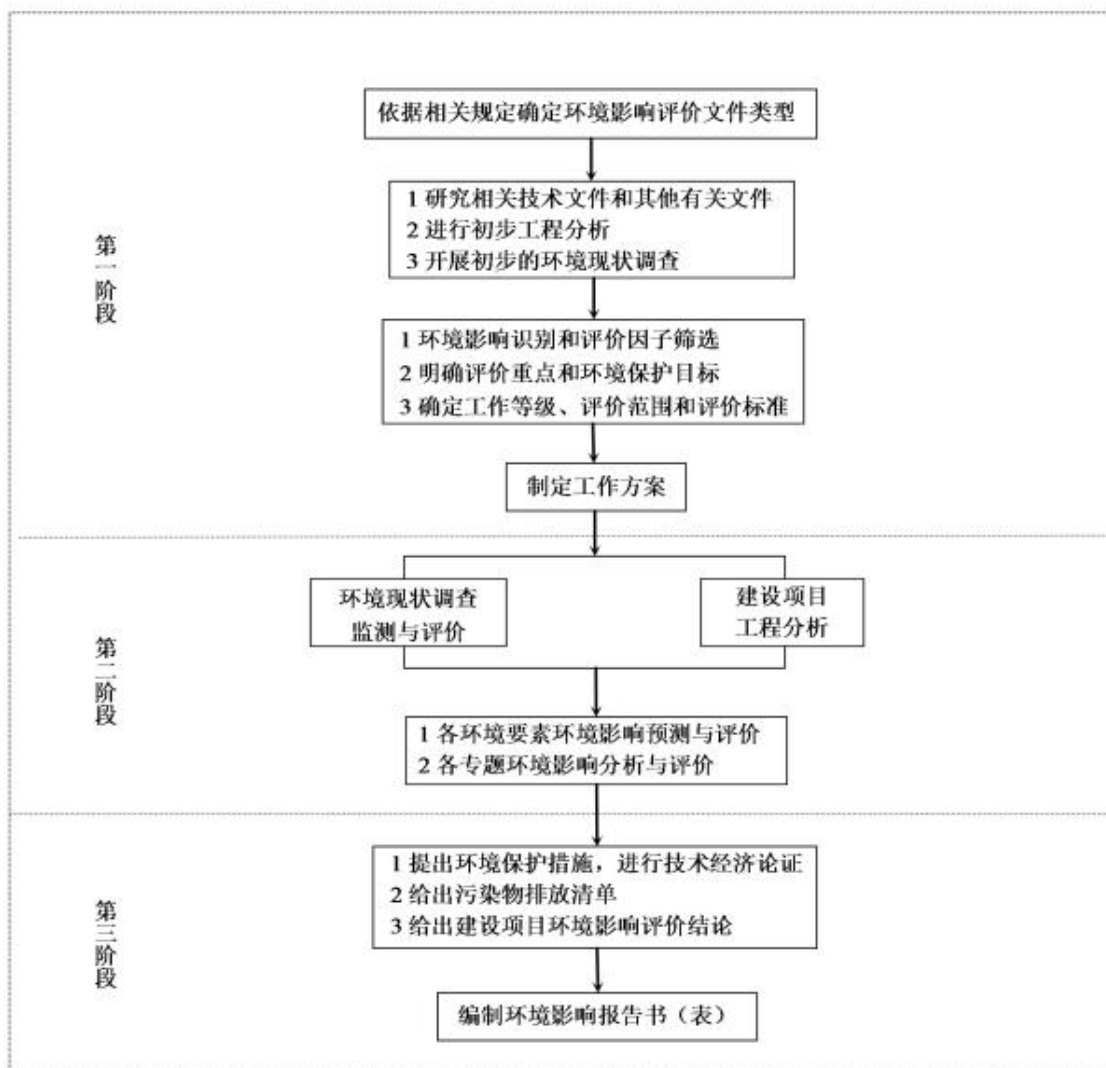 依据相关规定确定环境影响评价文件类型
1 研究相关技术文件和其他有关文件
2 进行初步工程分析
3 开展初步的环境现状调查
第一阶段
1 环境影响识别和评价因子筛选
2 明确评价重点和环境保护目标
3 确定工作等级、评价范围和评价标准
制定工作方案
环境现状调查
监测与评价
建设项目
工程分析
第二阶段
1 各环境要素环境影响预测与评价
2 各专题环境影响分析与评价
1 提出环境保护措施，进行技术经济论证
2 给出污染物排放清单
3 给出建设项目环境影响评价结论
第三阶段
编制环境影响报告书（表）